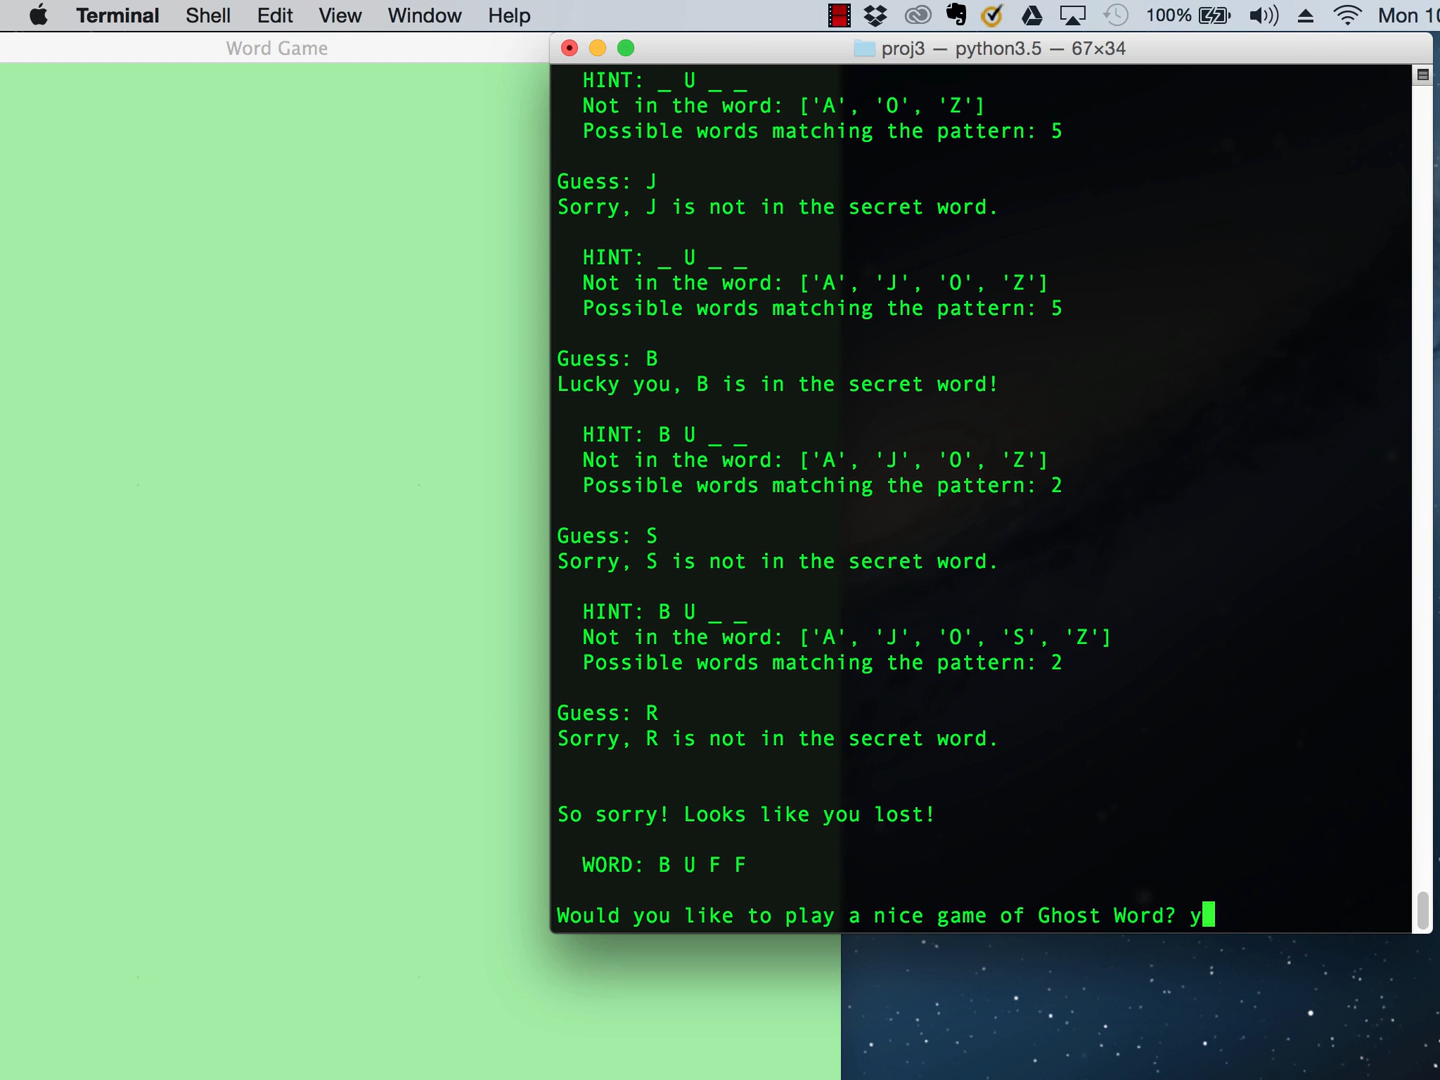 Terminal Shell Edit View Window Help 100% Mon 10
Word Game
proj3 — python3.5 — 67×34
HINT: _ U _ _
Not in the word: ['A', 'O', 'Z']
Possible words matching the pattern: 5
Guess: J
Sorry, J is not in the secret word.
HINT: _ U _ _
Not in the word: ['A', 'J', 'O', 'Z']
Possible words matching the pattern: 5
Guess: B
Lucky you, B is in the secret word!
HINT: B U _ _
Not in the word: ['A', 'J', 'O', 'Z']
Possible words matching the pattern: 2
Guess: S
Sorry, S is not in the secret word.
HINT: B U _ _
Not in the word: ['A', 'J', 'O', 'S', 'Z']
Possible words matching the pattern: 2
Guess: R
Sorry, R is not in the secret word.
So sorry! Looks like you lost!
WORD: B U F F
Would you like to play a nice game of Ghost Word? y